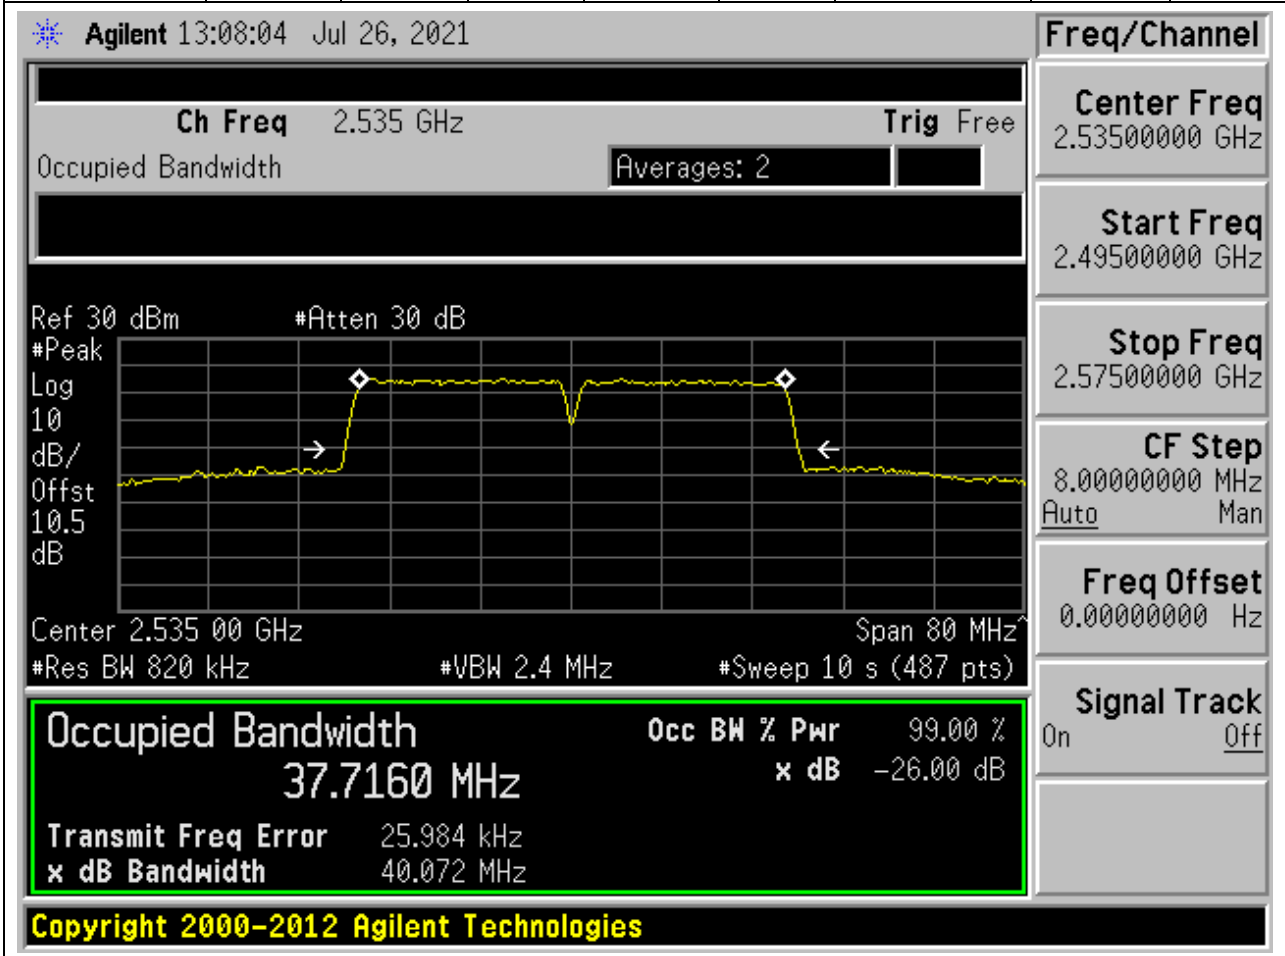 Agilent 13:08:04 Jul 26, 2021
Freq/Channel
Ch Freq 2.535 GHz Trig Free
Occupied Bandwidth Averages: 2
Center Freq
2.53500000 GHz
Start Freq
2.49500000 GHz
Stop Freq
2.57500000 GHz
CF Step
8.00000000 MHz
Auto Man
Freq Offset
0.00000000 Hz
Signal Track
On Off
Ref 30 dBm #Atten 30 dB
#Peak
Log
10
dB/
Offst
10.5
dB
Center 2.535 00 GHz Span 80 MHz^
#Res BW 820 kHz #VBW 2.4 MHz #Sweep 10 s (487 pts)
Occupied Bandwidth Occ BW % Pwr 99.00 %
37.7160 MHz x dB -26.00 dB
Transmit Freq Error 25.984 kHz
x dB Bandwidth 40.072 MHz
Copyright 2000-2012 Agilent Technologies